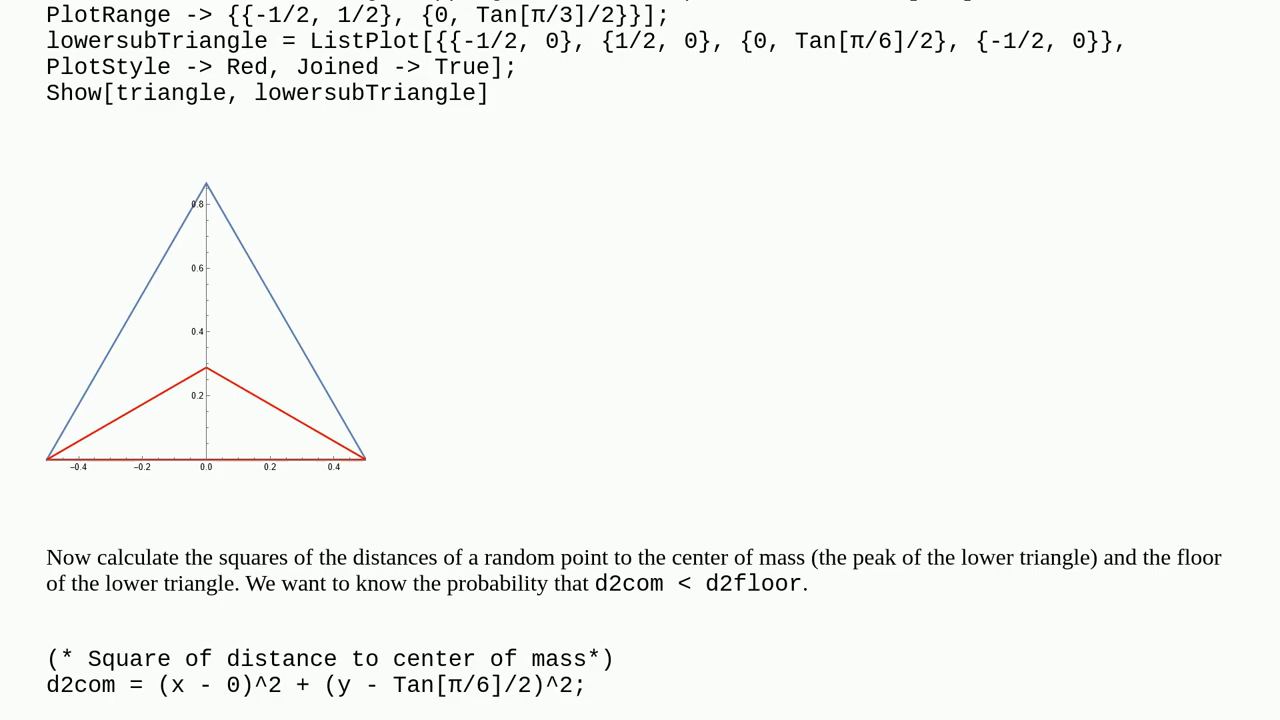 PlotRange -> {{-1/2, 1/2}, {0, Tan[π/3]/2}}];
lowersubTriangle = ListPlot[{{-1/2, 0}, {1/2, 0}, {0, Tan[π/6]/2}, {-1/2, 0}},
PlotStyle -> Red, Joined -> True];
Show[triangle, lowersubTriangle]
0.8
0.6
0.4
0.2
−0.4 −0.2 0.0 0.2 0.4
Now calculate the squares of the distances of a random point to the center of mass (the peak of the lower triangle) and the floor
of the lower triangle. We want to know the probability that d2com < d2floor.
(* Square of distance to center of mass*)
d2com = (x - 0)^2 + (y - Tan[π/6]/2)^2;